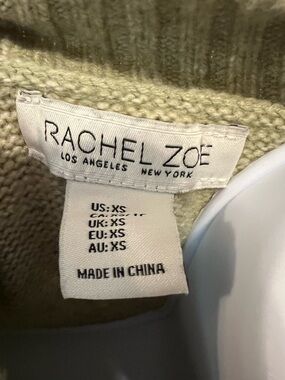 RACHEL ZOE
LOS ANGELES NEW YORK
US: XS
UK: XS
EU: XS
AU: XS
MADE IN CHINA